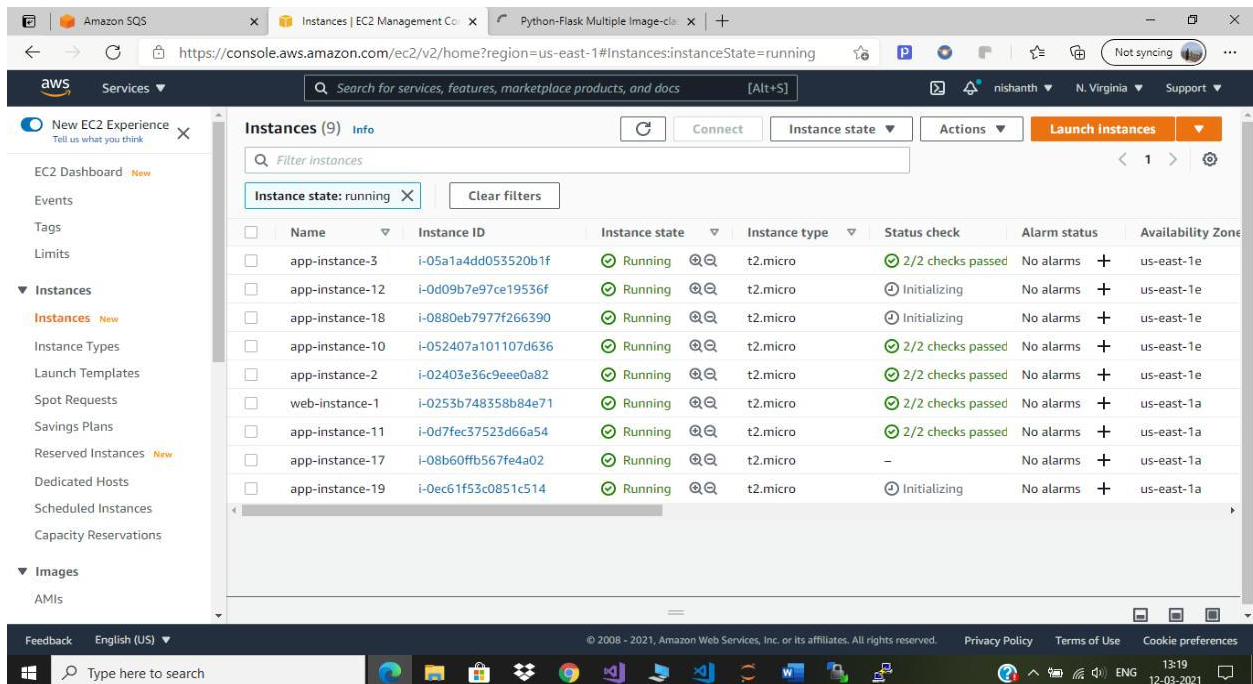 Amazon SQS
Instances | EC2 Management Co
Python-Flask Multiple Image-cla
https://console.aws.amazon.com/ec2/v2/home?region=us-east-1#Instances:instanceState=running
Not syncing
aws Services Search for services, features, marketplace products, and docs [Alt+S] nishanth N. Virginia Support
New EC2 Experience
Tell us what you think
EC2 Dashboard New
Events
Tags
Limits
Instances
Instances New
Instance Types
Launch Templates
Spot Requests
Savings Plans
Reserved Instances New
Dedicated Hosts
Scheduled Instances
Capacity Reservations
Images
AMIs
Instances (9) Info Connect Instance state Actions Launch instances
Filter instances 1
Instance state: running Clear filters
Name Instance ID Instance state Instance type Status check Alarm status Availability Zone
app-instance-3 i-05a1a4dd053520b1f Running t2.micro 2/2 checks passed No alarms + us-east-1e
app-instance-12 i-0d09b7e97ce19536f Running t2.micro Initializing No alarms + us-east-1e
app-instance-18 i-0880eb7977f266390 Running t2.micro Initializing No alarms + us-east-1e
app-instance-10 i-052407a101107d636 Running t2.micro 2/2 checks passed No alarms + us-east-1e
app-instance-2 i-02403e36c9eee0a82 Running t2.micro 2/2 checks passed No alarms + us-east-1e
web-instance-1 i-0253b748358b84e71 Running t2.micro 2/2 checks passed No alarms + us-east-1a
app-instance-11 i-0d7fec37523d66a54 Running t2.micro 2/2 checks passed No alarms + us-east-1a
app-instance-17 i-08b60ffb567fe4a02 Running t2.micro – No alarms + us-east-1a
app-instance-19 i-0ec61f53c0851c514 Running t2.micro Initializing No alarms + us-east-1a
Feedback English (US) © 2008 - 2021, Amazon Web Services, Inc. or its affiliates. All rights reserved. Privacy Policy Terms of Use Cookie preferences
Type here to search
ENG
13:19
12-03-2021